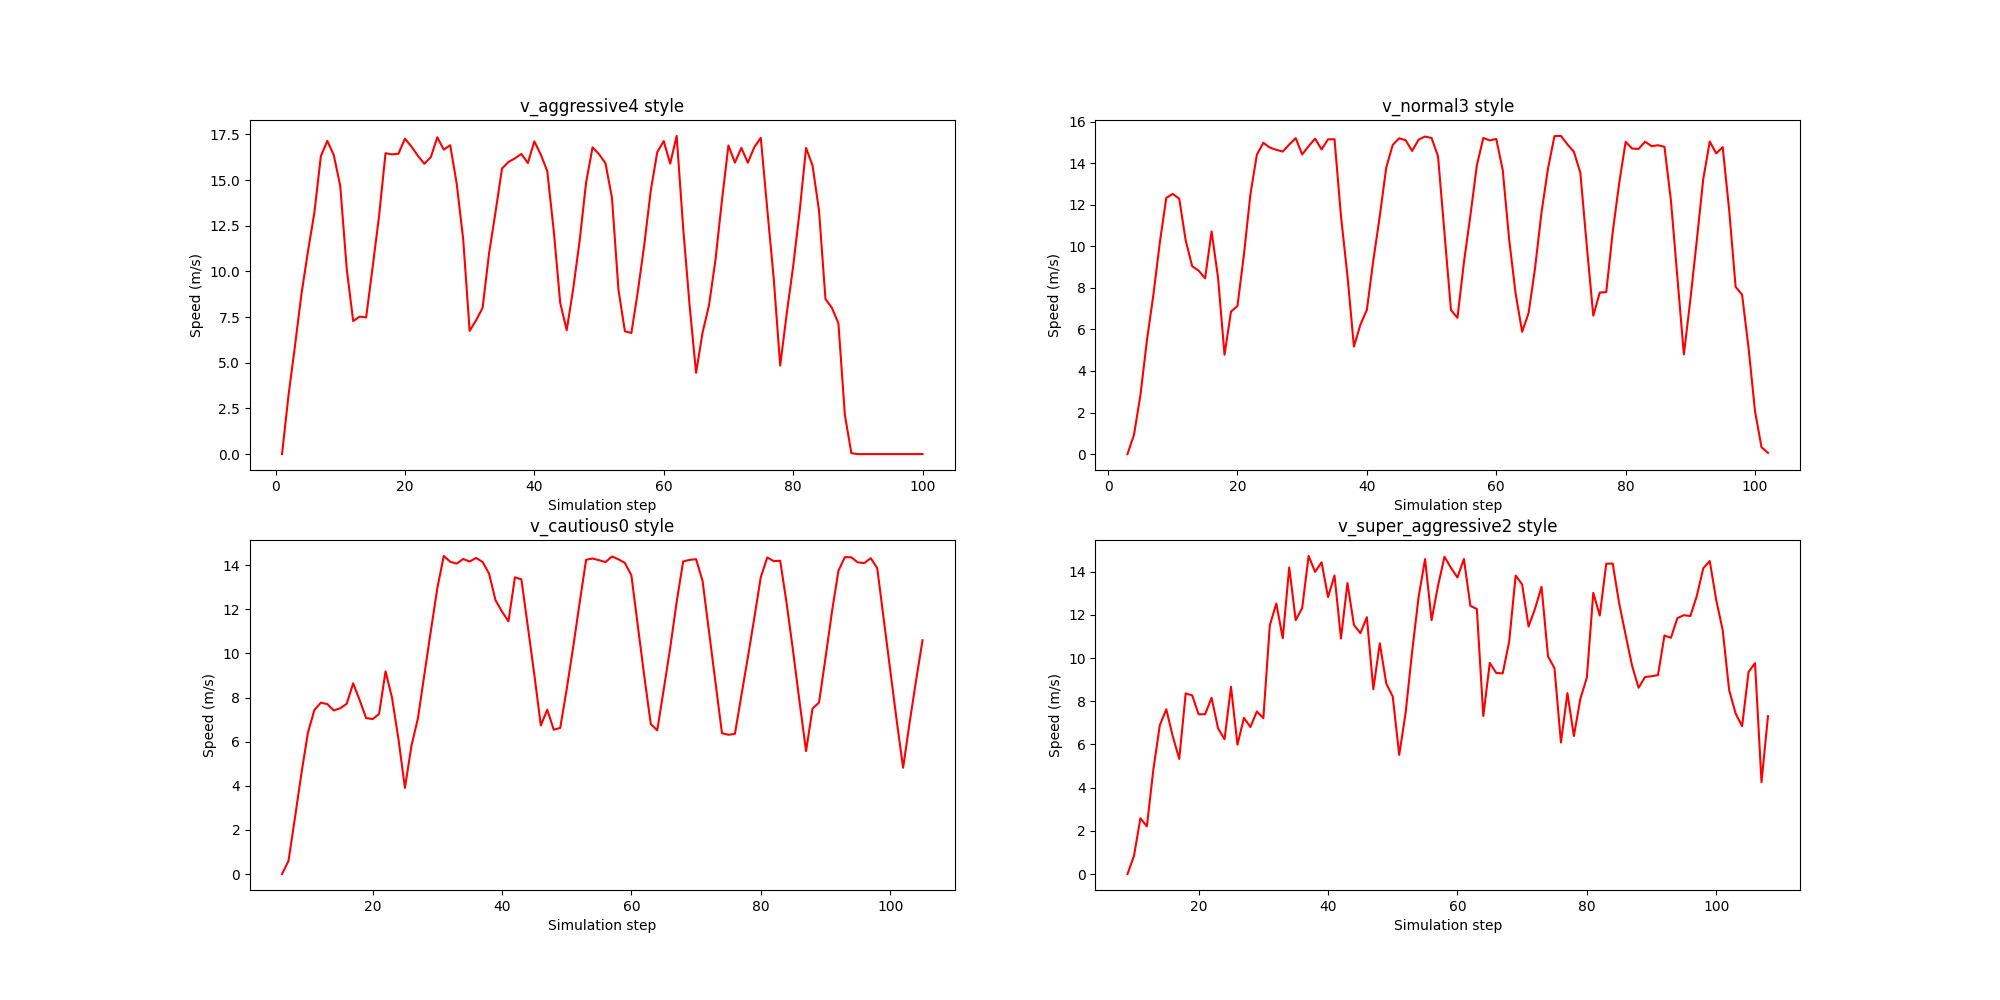 v_aggressive4 style
17.5
15.0
12.5
10.0
7.5
5.0
2.5
0.0
Speed (m/s)
0 20 40 60 80 100
Simulation step
v_normal3 style
16
14
12
10
8
6
4
2
0
Speed (m/s)
0 20 40 60 80 100
Simulation step
v_cautious0 style
14
12
10
8
6
4
2
0
Speed (m/s)
20 40 60 80 100
Simulation step
v_super_aggressive2 style
14
12
10
8
6
4
2
0
Speed (m/s)
20 40 60 80 100
Simulation step